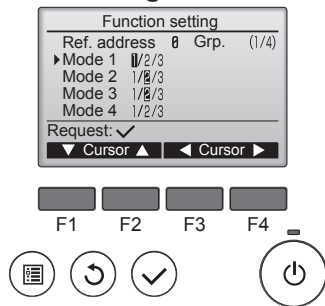 Function setting
Ref. address 0 Grp. (1/4)
Mode 1 1/2/3
Mode 2 1/2/3
Mode 3 1/2/3
Mode 4 1/2/3
Request: ✓
▼ Cursor ▲ ◀ Cursor ▶
F1 F2 F3 F4